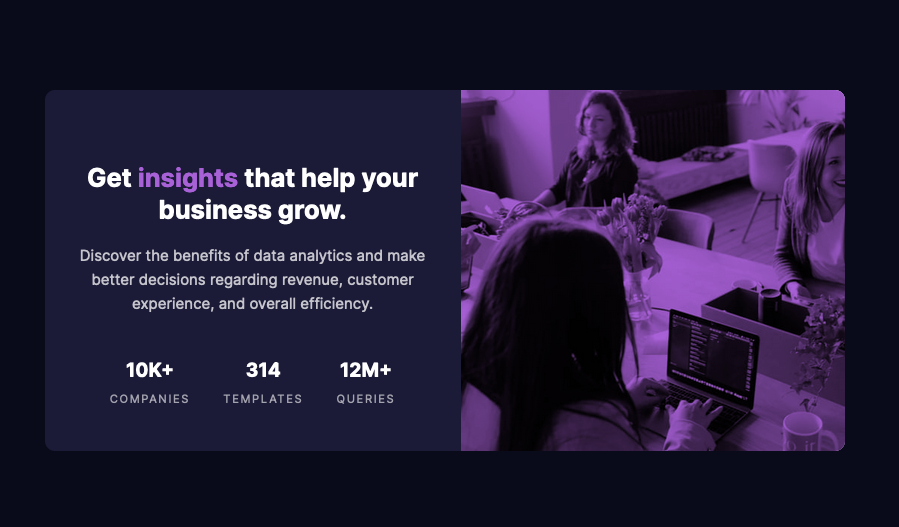 Get insights that help your
business grow.
Discover the benefits of data analytics and make
better decisions regarding revenue, customer
experience, and overall efficiency.
10K+ 314 12M+
COMPANIES TEMPLATES QUERIES